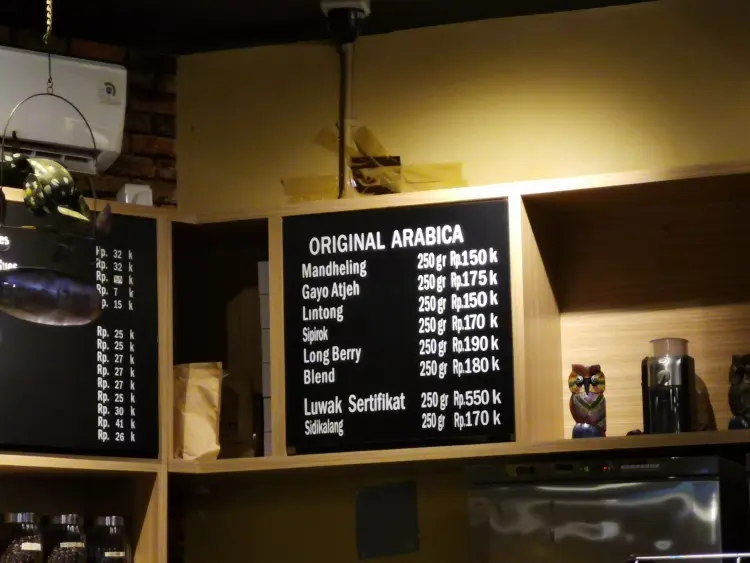 Rp. 32 k
Rp. 32 k
Rp. k
Rp. 7 k
Rp. 15 k
Rp. 25 k
Rp. 25 k
Rp. 27 k
Rp. 27 k
Rp. 27 k
Rp. 25 k
Rp. 30 k
Rp. 41 k
Rp. 26 k
ORIGINAL ARABICA
Mandheling 250gr Rp.150 k
Gayo Atjeh 250 gr Rp.175 k
Lintong 250 gr Rp.150 k
Sipirok 250 gr Rp.170 k
Long Berry 250 gr Rp.190 k
Blend 250 gr Rp.180 k
Luwak Sertifikat 250 gr Rp.550 k
Sidikalang 250 gr Rp.170 k